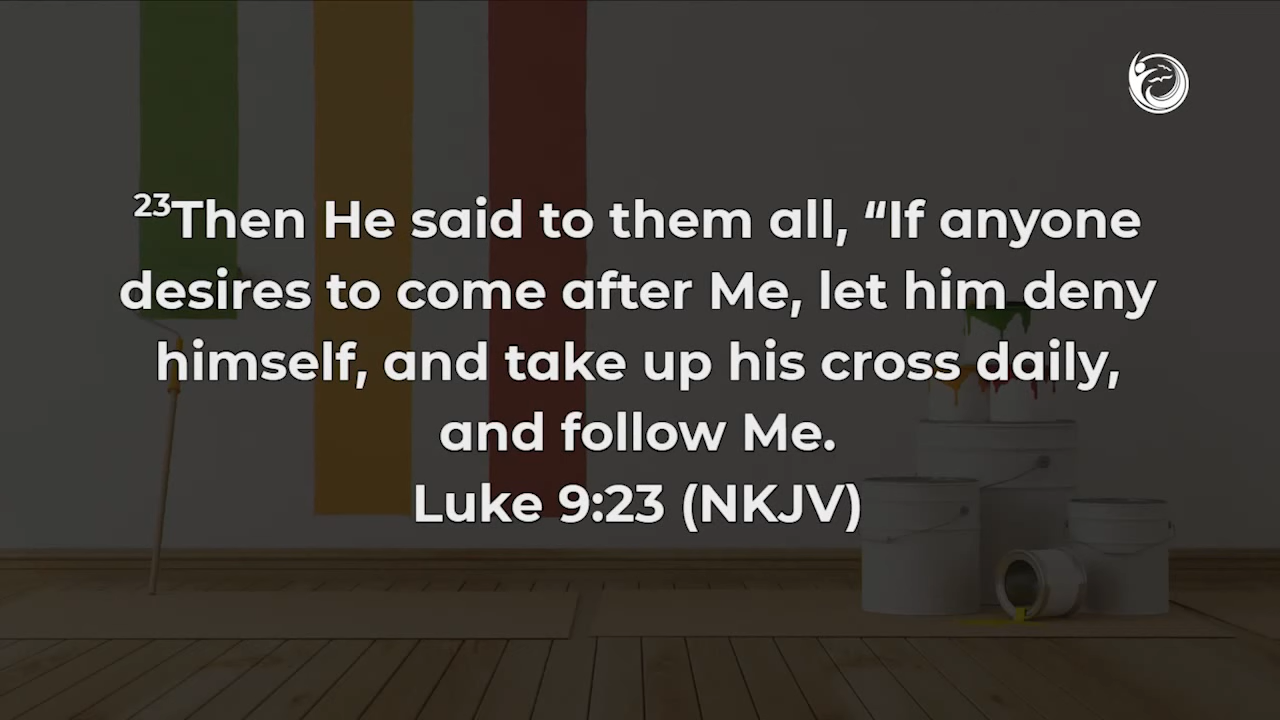 ²³Then He said to them all, “If anyone
desires to come after Me, let him deny
himself, and take up his cross daily,
and follow Me.
Luke 9:23 (NKJV)